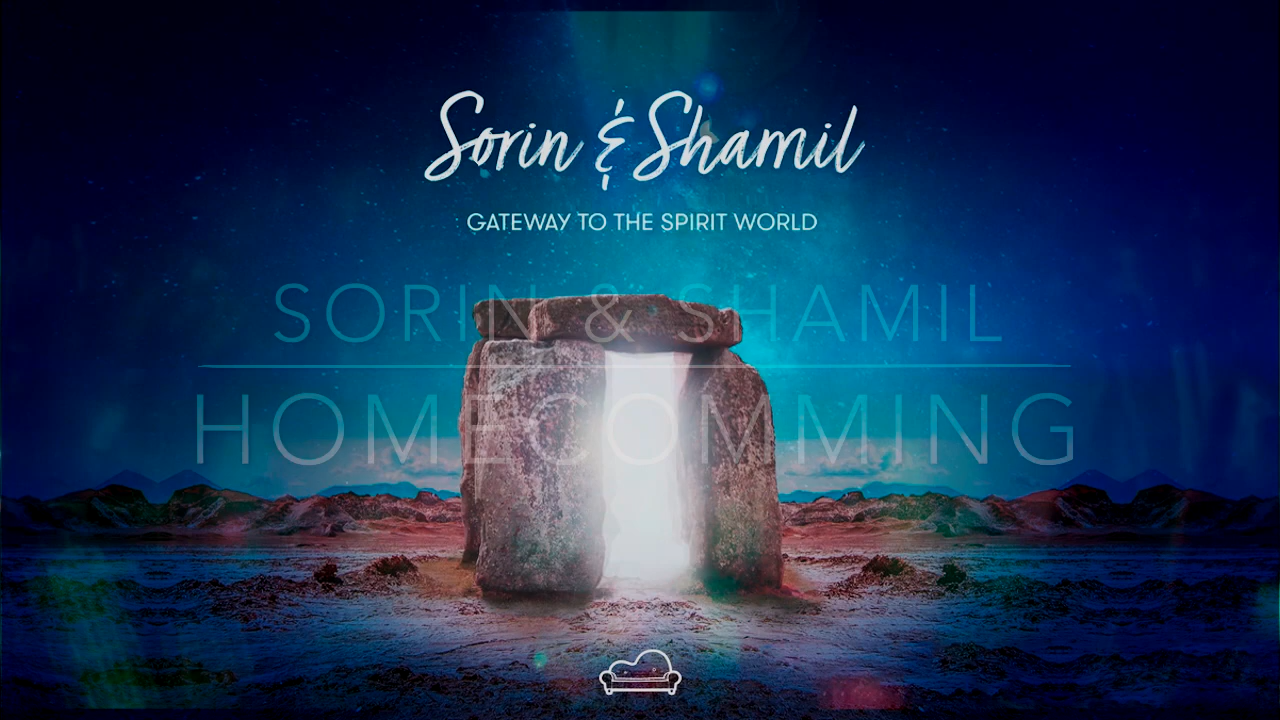 Sorin & Shamil
GATEWAY TO THE SPIRIT WORLD
SORIN & SHAMIL
HOMECOMMING